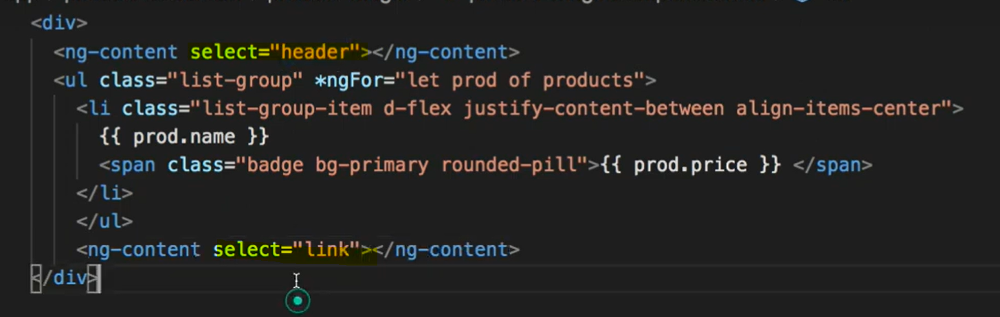 <div>
<ng-content select="header"></ng-content>
<ul class="list-group" *ngFor="let prod of products">
<li class="list-group-item d-flex justify-content-between align-items-center">
{{ prod.name }}
<span class="badge bg-primary rounded-pill">{{ prod.price }} </span>
</li>
</ul>
<ng-content select="link"></ng-content>
</div>